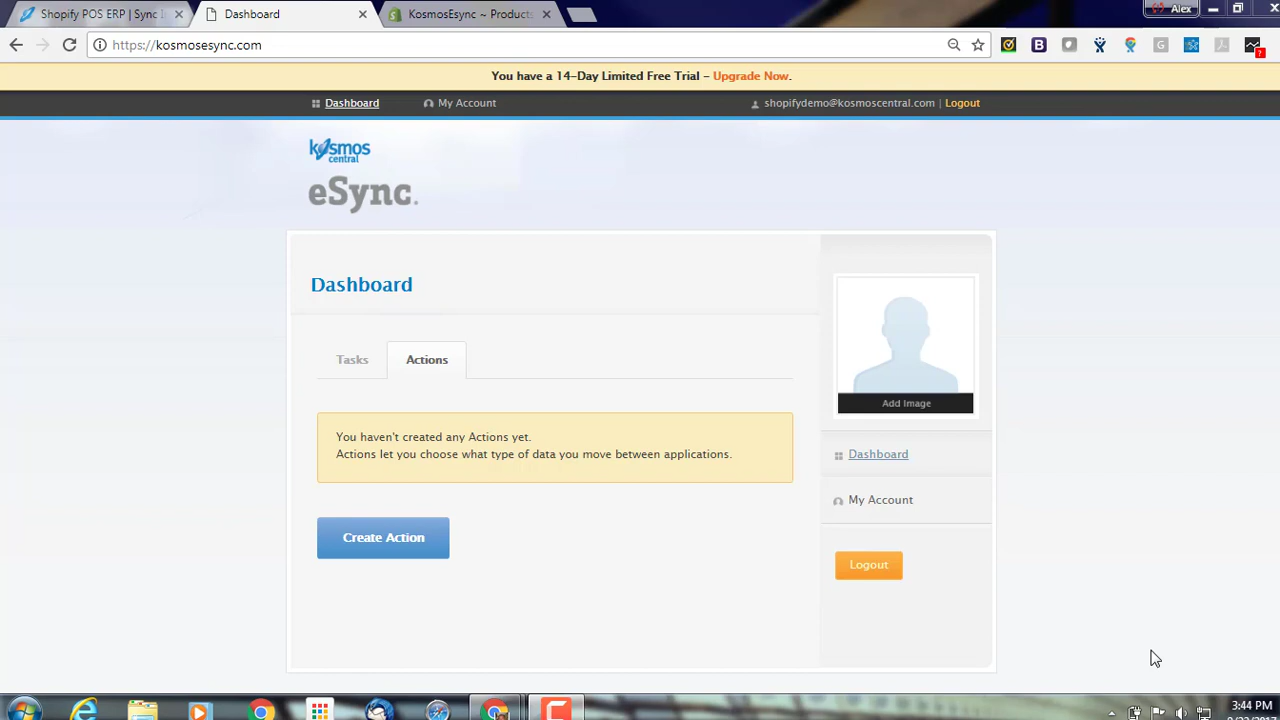 Shopify POS ERP | Sync I
Dashboard
KosmosEsync ~ Products
Alex
https://kosmosesync.com
You have a 14-Day Limited Free Trial – Upgrade Now.
Dashboard
My Account
shopifydemo@kosmoscentral.com | Logout
kosmos
central
eSync.
Dashboard
Tasks
Actions
Add Image
You haven't created any Actions yet.
Actions let you choose what type of data you move between applications.
Dashboard
My Account
Create Action
Logout
3:44 PM